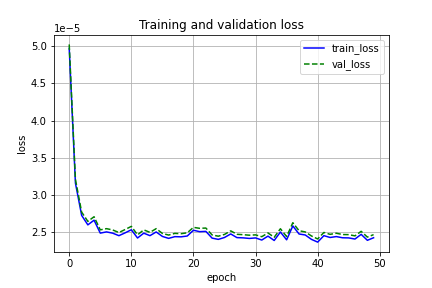 Training and validation loss
1e−5
5.0
4.5
4.0
3.5
3.0
2.5
loss
train_loss
val_loss
0 10 20 30 40 50
epoch